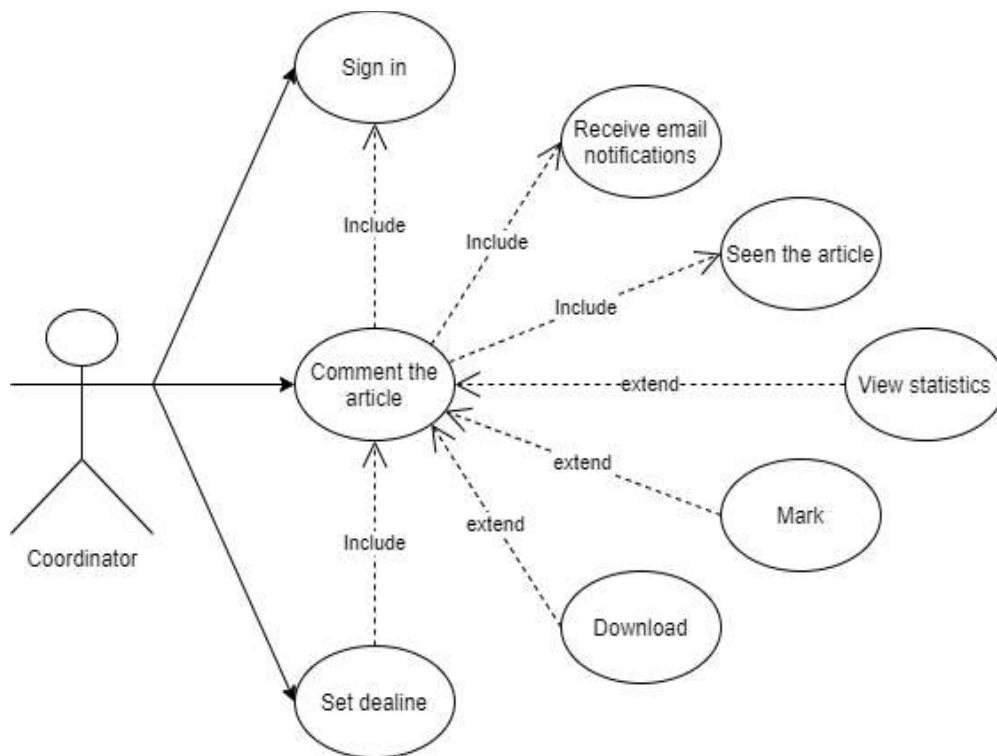 Sign in
Receive email
notifications
Include
Include
Seen the article
Include
Comment the
article
extend
View statistics
extend
Mark
extend
Coordinator
Include
Download
Set dealine